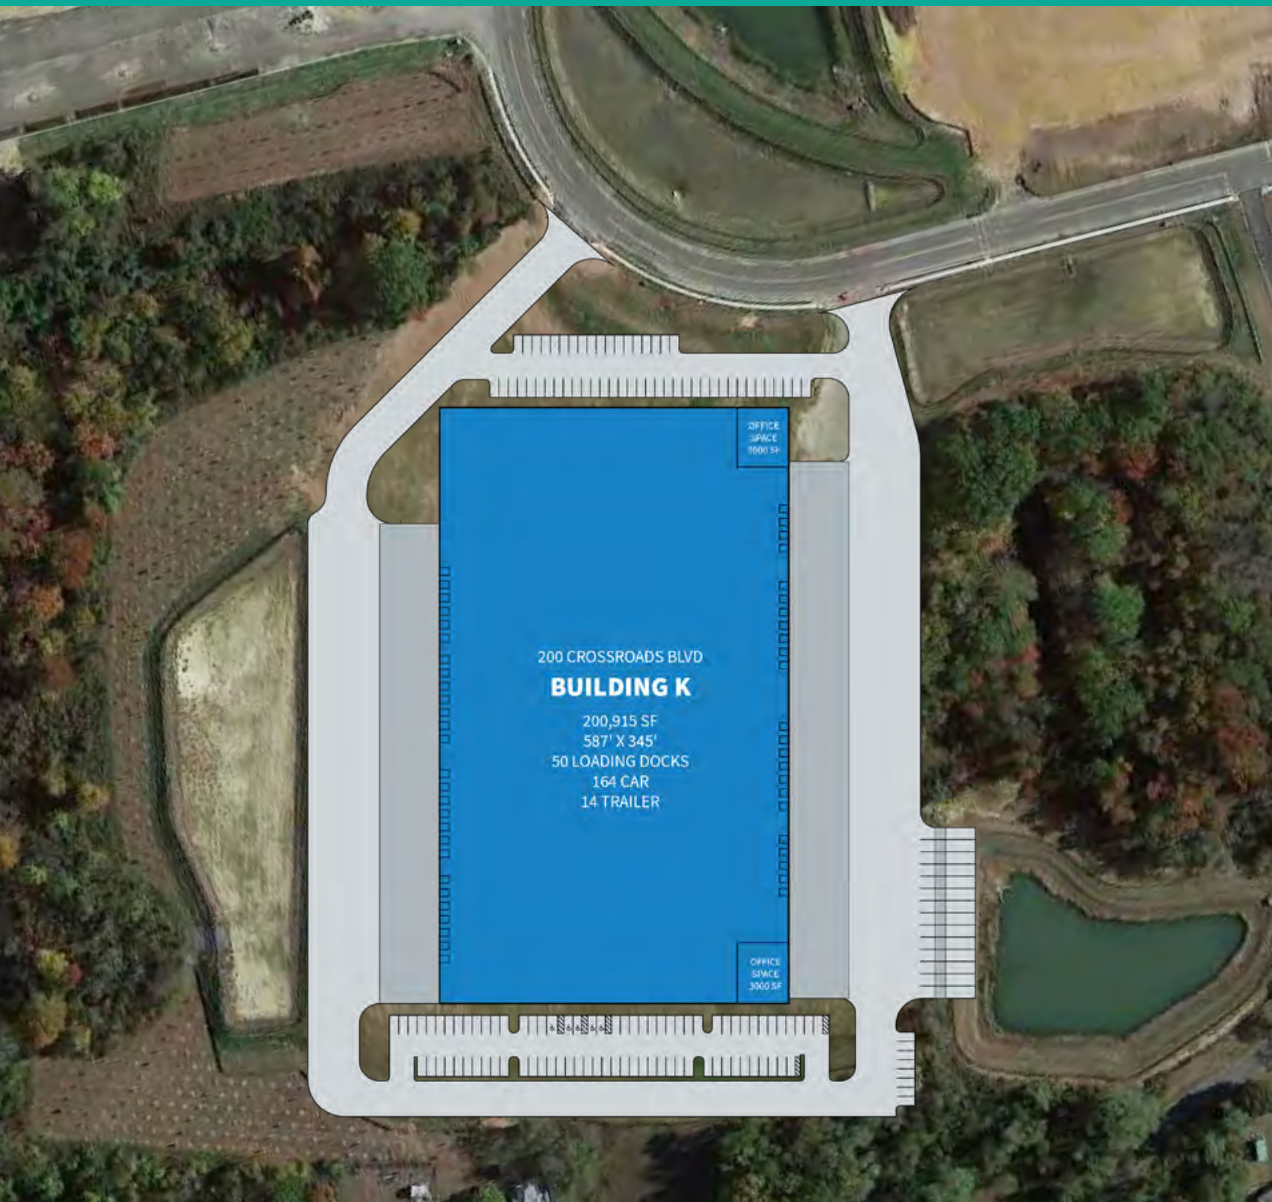 OFFICE
SPACE
3000 SF
200 CROSSROADS BLVD
BUILDING K
200,915 SF
587' X 345'
50 LOADING DOCKS
164 CAR
14 TRAILER
OFFICE
SPACE
3000 SF